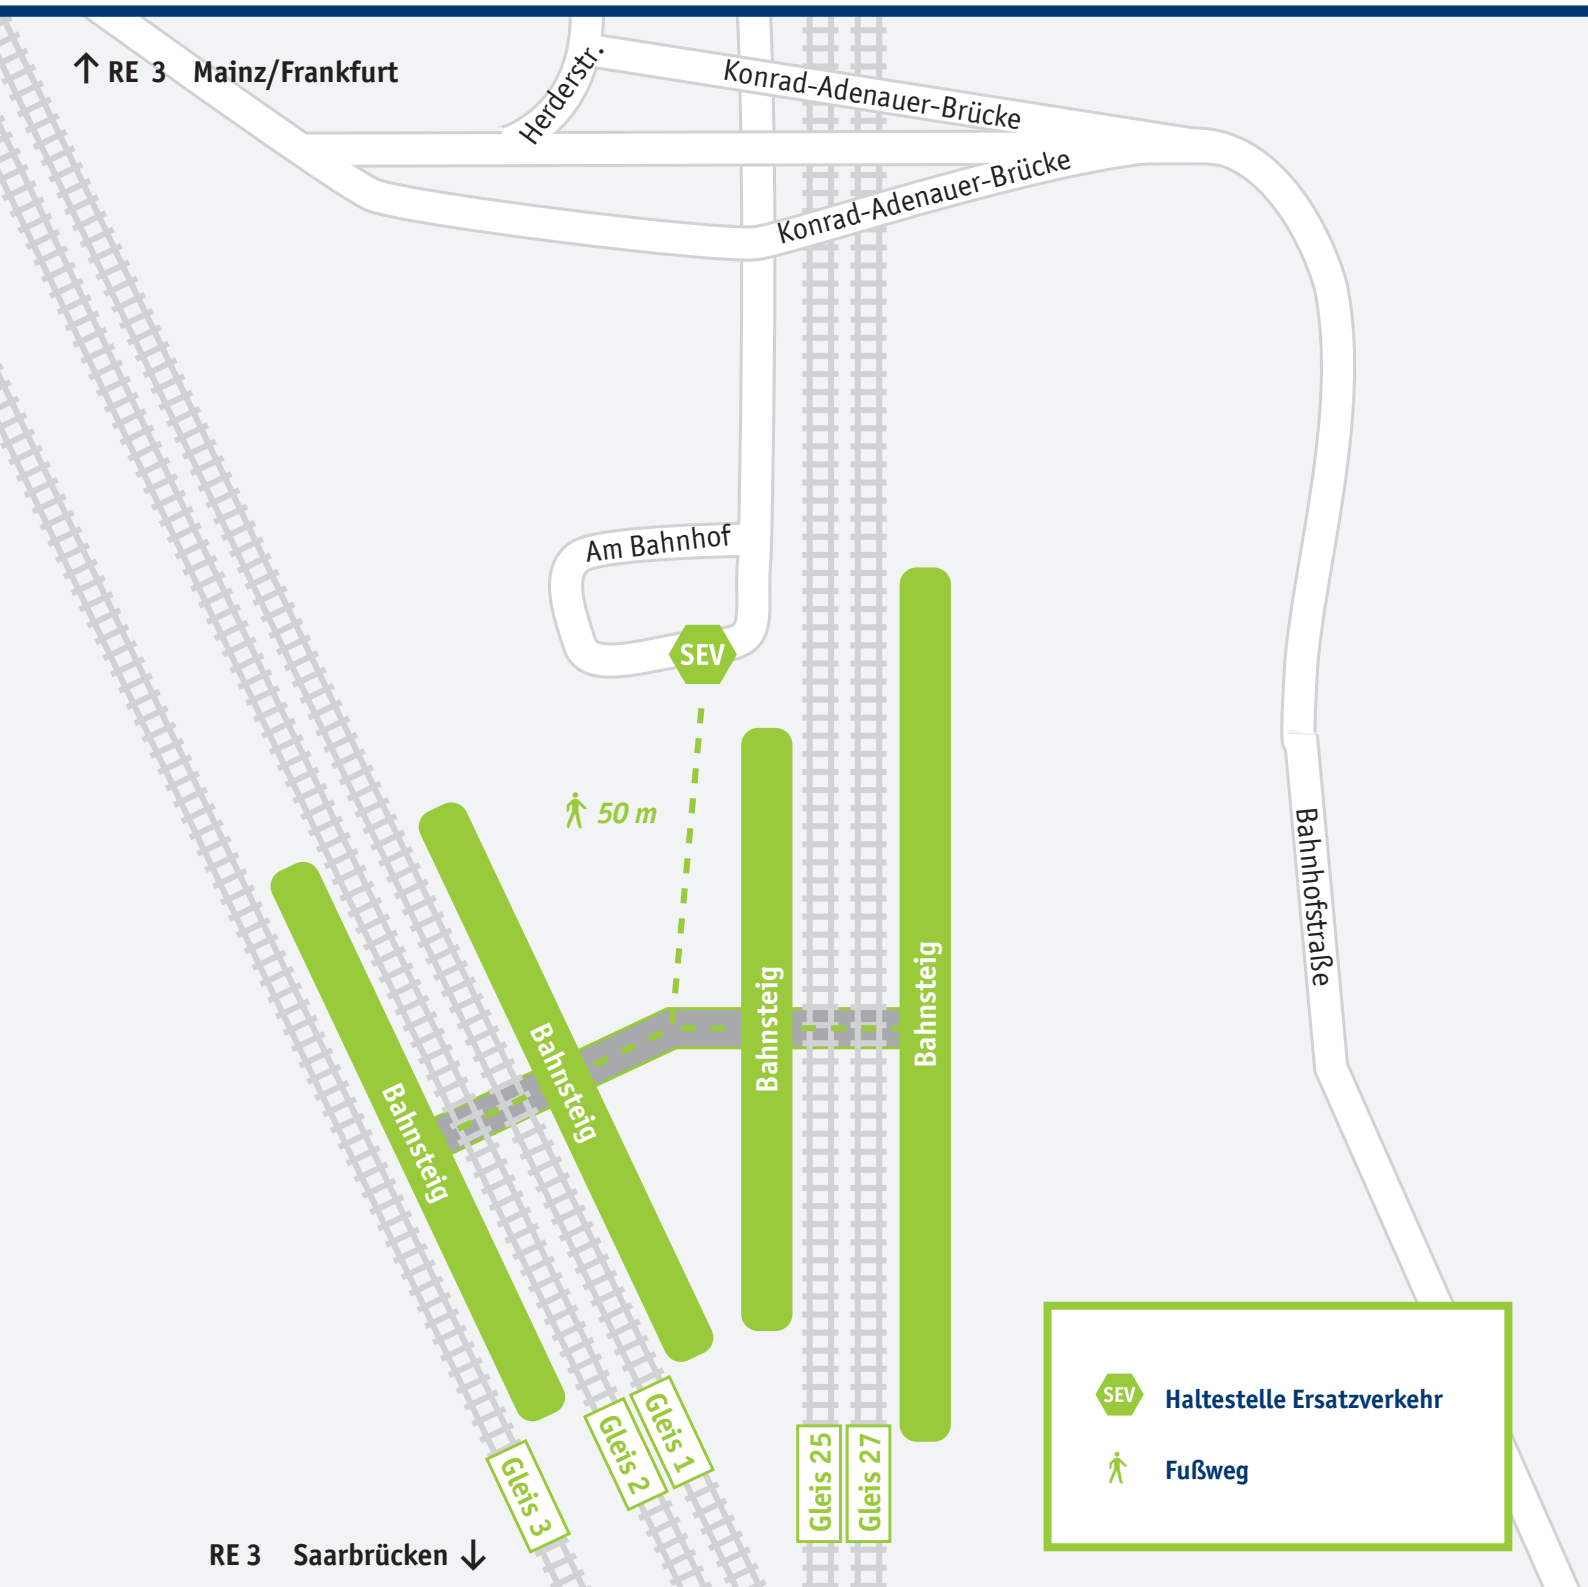 ↑ RE 3 Mainz/Frankfurt
Herderstr.
Konrad-Adenauer-Brücke
Konrad-Adenauer-Brücke
Am Bahnhof
SEV
50 m
Bahnhofstraße
Bahnsteig
Bahnsteig
Bahnsteig
Bahnsteig
Gleis 3
Gleis 2
Gleis 1
Gleis 25
Gleis 27
SEV Haltestelle Ersatzverkehr
Fußweg
RE 3 Saarbrücken ↓